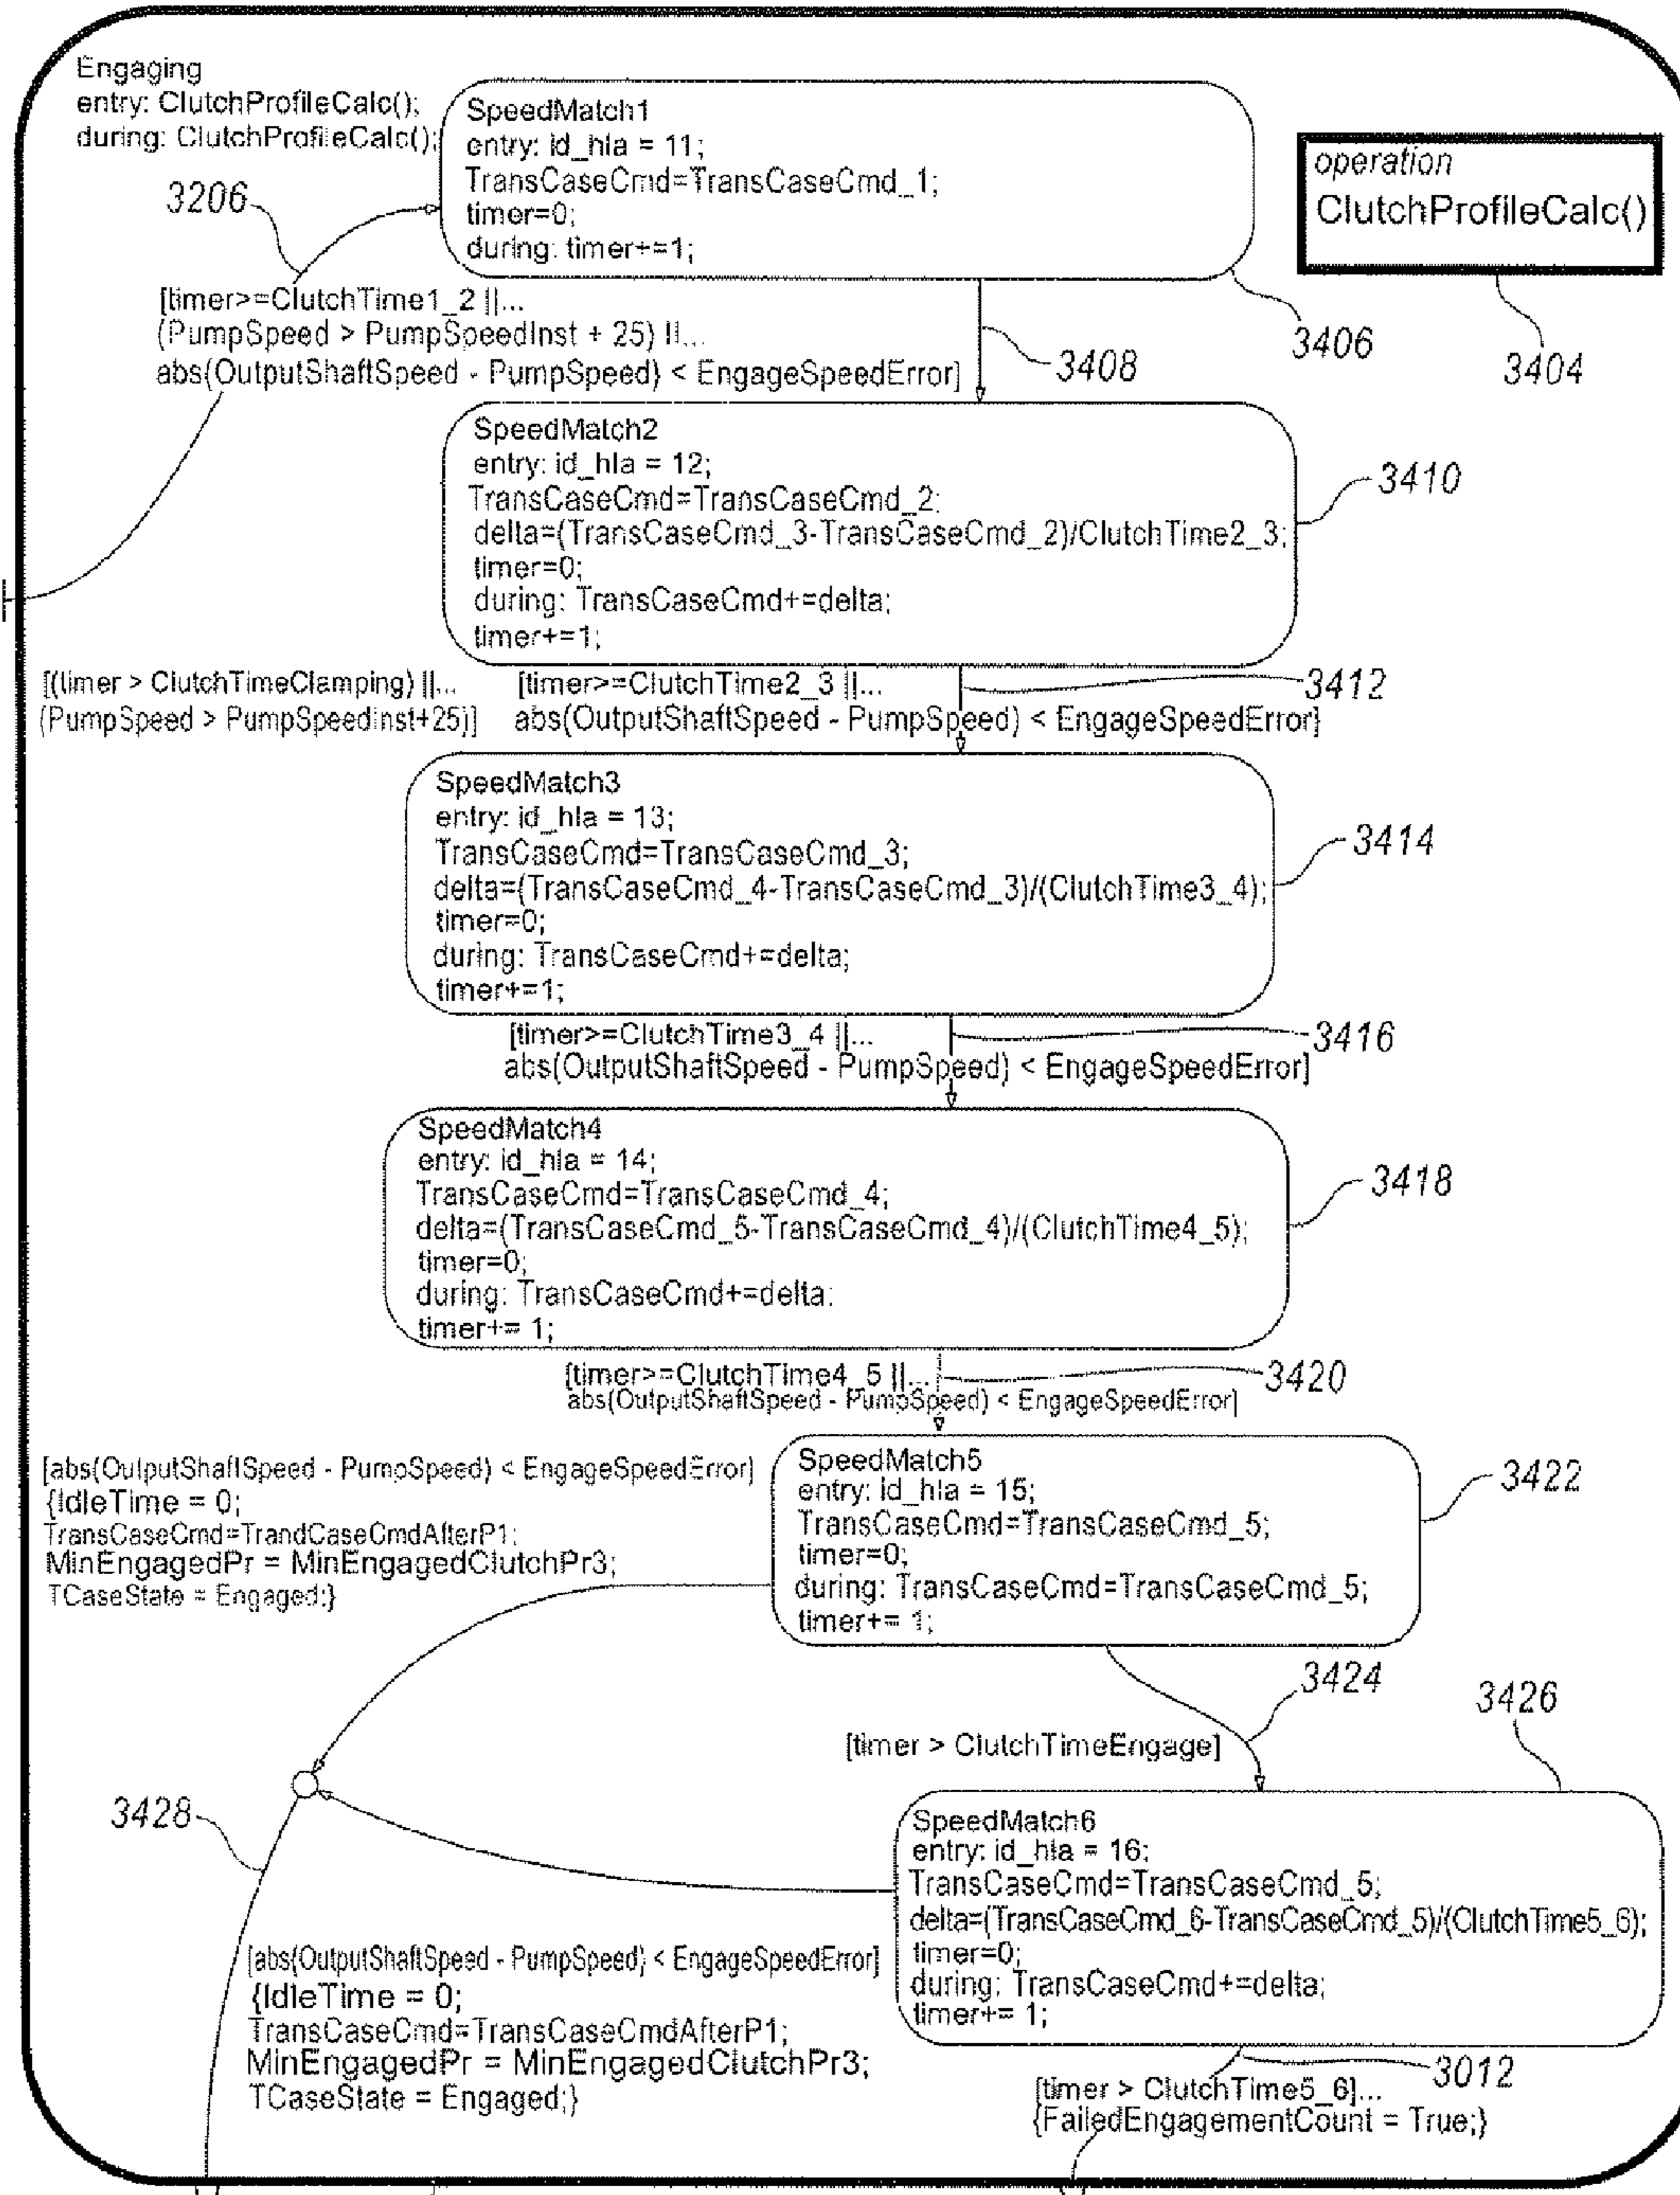 Engaging
entry: ClutchProfileCalc();
during: ClutchProfileCalc();
SpeedMatch1
entry: id_hla = 11;
TransCaseCmd=TransCaseCmd_1;
timer=0;
during: timer+=1;
operation
ClutchProfileCalc()
3206
3406
3404
[timer>=ClutchTime1_2 ||...
(PumpSpeed > PumpSpeedInst + 25) ||...
abs(OutputShaftSpeed - PumpSpeed) < EngageSpeedError]
3408
SpeedMatch2
entry: id_hla = 12;
TransCaseCmd=TransCaseCmd_2;
delta=(TransCaseCmd_3-TransCaseCmd_2)/ClutchTime2_3;
timer=0;
during: TransCaseCmd+=delta;
timer+=1;
3410
[(timer > ClutchTimeClamping) ||...
(PumpSpeed > PumpSpeedInst+25)]
[timer>=ClutchTime2_3 ||...
abs(OutputShaftSpeed - PumpSpeed) < EngageSpeedError]
3412
SpeedMatch3
entry: id_hla = 13;
TransCaseCmd=TransCaseCmd_3;
delta=(TransCaseCmd_4-TransCaseCmd_3)/(ClutchTime3_4);
timer=0;
during: TransCaseCmd+=delta;
timer+=1;
3414
[timer>=ClutchTime3_4 ||...
abs(OutputShaftSpeed - PumpSpeed) < EngageSpeedError]
3416
SpeedMatch4
entry: id_hla = 14;
TransCaseCmd=TransCaseCmd_4;
delta=(TransCaseCmd_5-TransCaseCmd_4)/(ClutchTime4_5);
timer=0;
during: TransCaseCmd+=delta;
timer+= 1;
3418
[timer>=ClutchTime4_5 ||...
abs(OutputShaftSpeed - PumpSpeed) < EngageSpeedError]
3420
[abs(OutputShaftSpeed - PumpSpeed) < EngageSpeedError]
{IdleTime = 0;
TransCaseCmd=TrandCaseCmdAfterP1;
MinEngagedPr = MinEngagedClutchPr3;
TCaseState = Engaged;}
SpeedMatch5
entry: id_hla = 15;
TransCaseCmd=TransCaseCmd_5;
timer=0;
during: TransCaseCmd=TransCaseCmd_5;
timer+= 1;
3422
3424
[timer > ClutchTimeEngage]
3426
3428
SpeedMatch6
entry: id_hla = 16;
TransCaseCmd=TransCaseCmd_5;
delta=(TransCaseCmd_6-TransCaseCmd_5)/(ClutchTime5_6);
timer=0;
during: TransCaseCmd+=delta;
timer+= 1;
[abs(OutputShaftSpeed - PumpSpeed) < EngageSpeedError]
{IdleTime = 0;
TransCaseCmd=TransCaseCmdAfterP1;
MinEngagedPr = MinEngagedClutchPr3;
TCaseState = Engaged;}
3012
[timer > ClutchTime5_6]...
{FailedEngagementCount = True;}